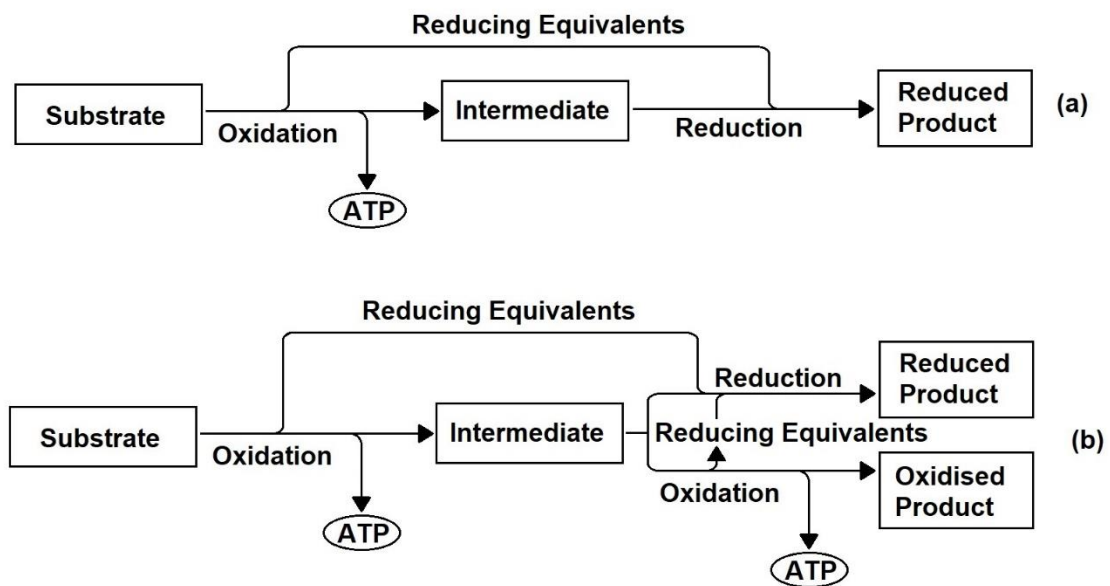 Reducing Equivalents
Substrate
Oxidation
ATP
Intermediate
Reduction
Reduced
Product
(a)
Reducing Equivalents
Substrate
Oxidation
ATP
Intermediate
Reduction
Reducing Equivalents
Oxidation
ATP
Reduced
Product
Oxidised
Product
(b)